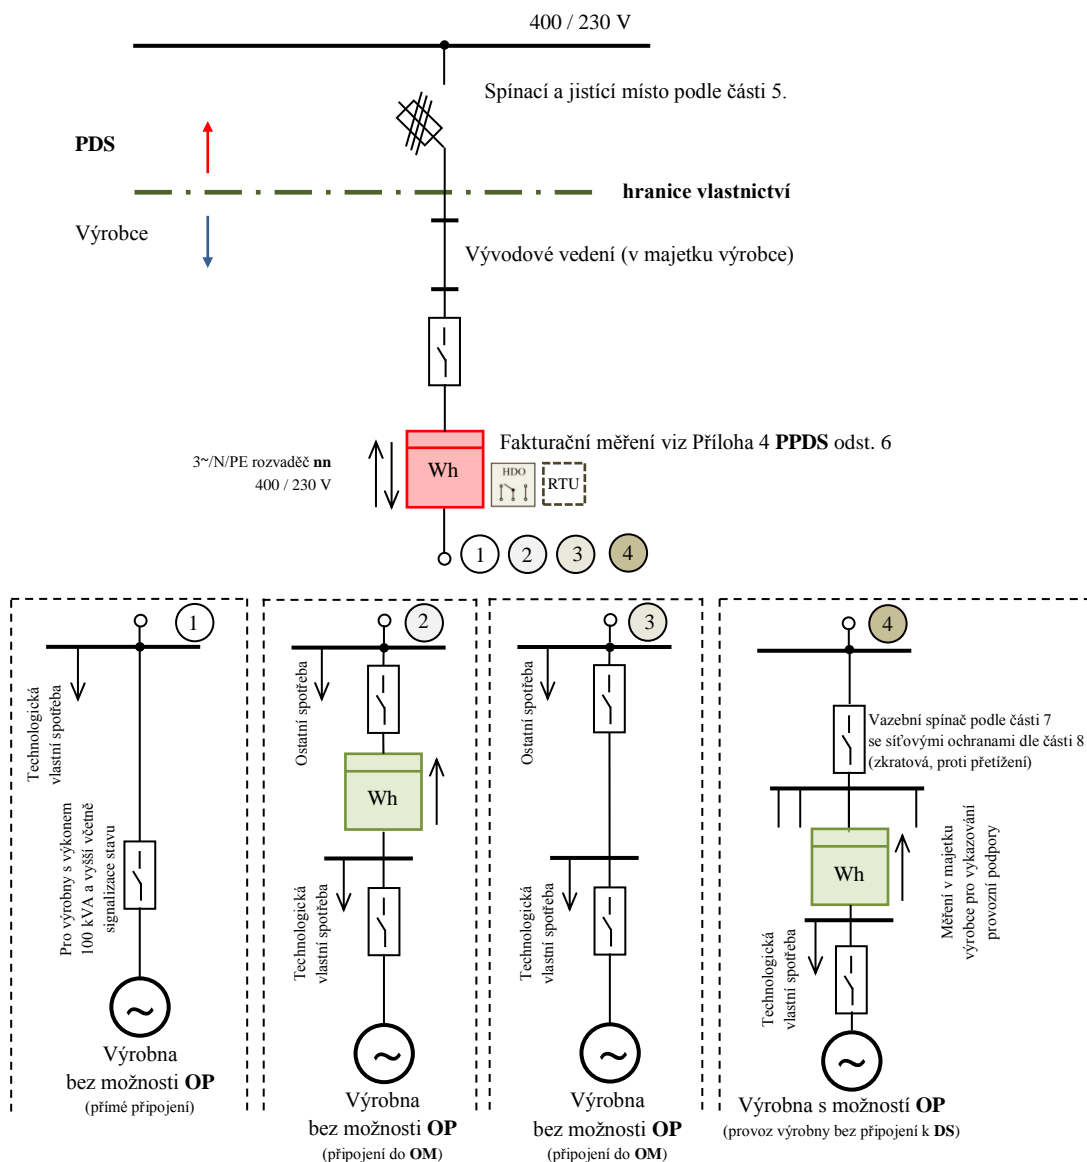 400 / 230 V
Spínací a jistící místo podle části 5.
PDS
hranice vlastnictví
Výrobce
Vývodové vedení (v majetku výrobce)
Fakturační měření viz Příloha 4 PPDS odst. 6
3~/N/PE rozvaděč nn
400 / 230 V
Wh
HDO
RTU
1
2
3
4
1
Technologická
vlastní spotřeba
Pro výrobny s výkonem
100 kVA a vyšší včetně
signalizace stavu
~
Výrobna
bez možnosti OP
(přímé připojení)
2
Ostatní spotřeba
Wh
Technologická
vlastní spotřeba
~
Výrobna
bez možnosti OP
(připojení do OM)
3
Ostatní spotřeba
Technologická
vlastní spotřeba
~
Výrobna
bez možnosti OP
(připojení do OM)
4
Vazební spínač podle části 7
se síťovými ochranami dle části 8
(zkratová, proti přetížení)
Wh
Měření v majetku
výrobce pro vykazování
provozní podpory
Technologická
vlastní spotřeba
~
Výrobna s možností OP
(provoz výrobny bez připojení k DS)